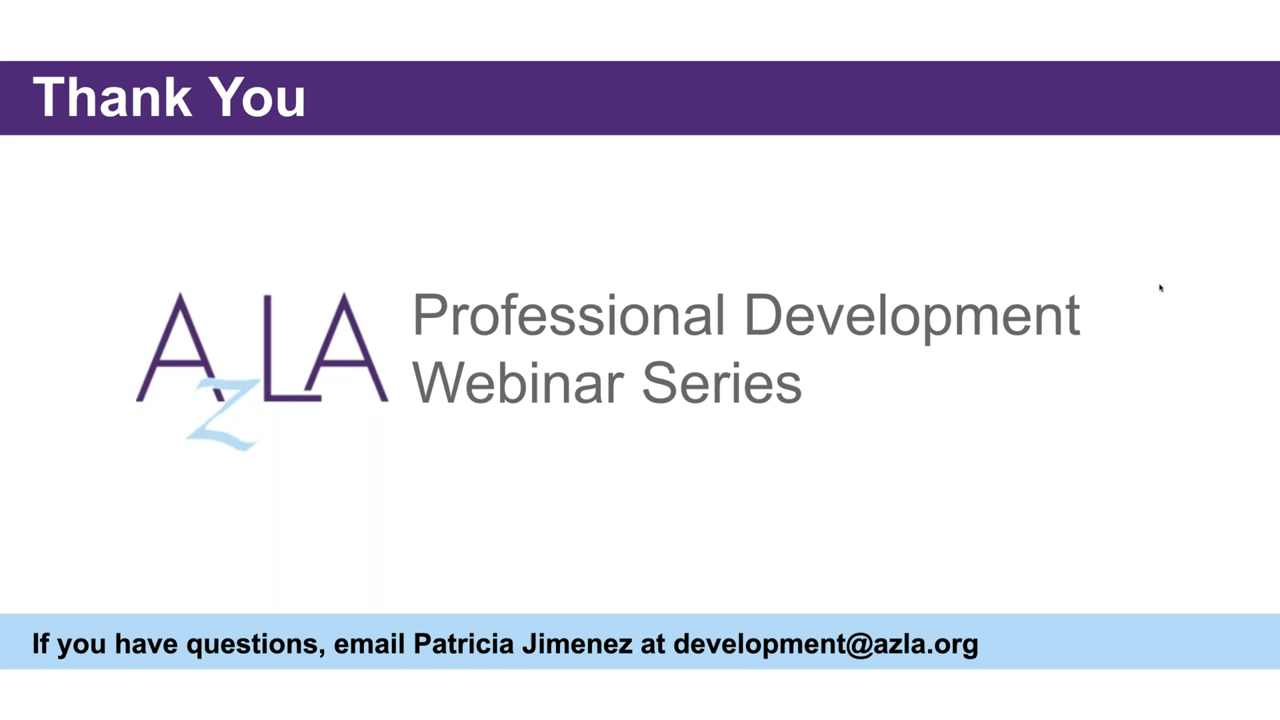 Thank You
AzLA
Professional Development
Webinar Series
If you have questions, email Patricia Jimenez at development@azla.org